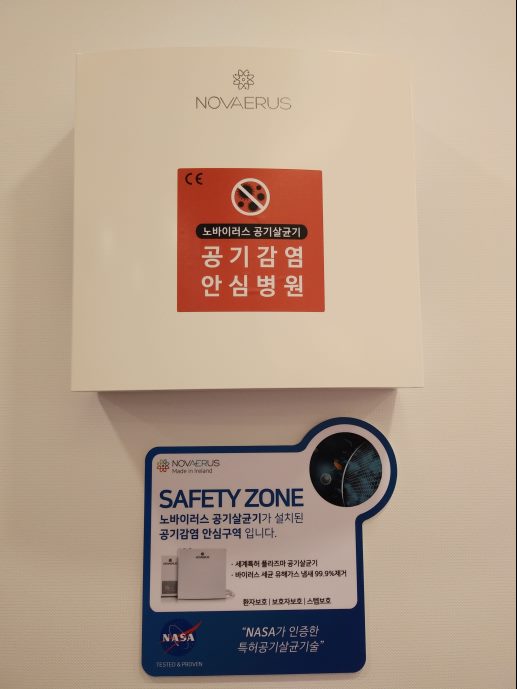 NOVAERUS
CE
노바이러스 공기살균기
공기감염
안심병원
NOVAERUS
Made in Ireland
SAFETY ZONE
노바이러스 공기살균기가 설치된
공기감염 안심구역 입니다.
- 세계특허 플라즈마 공기살균기
- 바이러스 세균 유해가스 냄새 99.9%제거
환자보호 | 보호자보호 | 스텝보호
NASA
TESTED & PROVEN
"NASA가 인증한
특허공기살균기술"